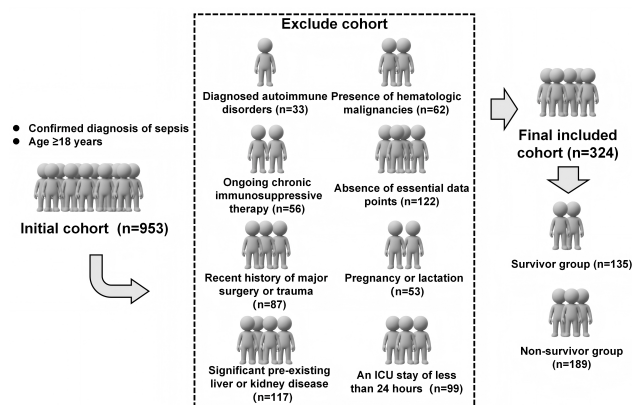 Exclude cohort
Diagnosed autoimmune
disorders (n=33)
Presence of hematologic
malignancies (n=62)
● Confirmed diagnosis of sepsis
● Age ≥18 years
Initial cohort (n=953)
Ongoing chronic
immunosuppressive
therapy (n=56)
Absence of essential data
points (n=122)
Recent history of major
surgery or trauma
(n=87)
Pregnancy or lactation
(n=53)
Significant pre-existing
liver or kidney disease
(n=117)
An ICU stay of less
than 24 hours (n=99)
Final included
cohort (n=324)
Survivor group (n=135)
Non-survivor group
(n=189)